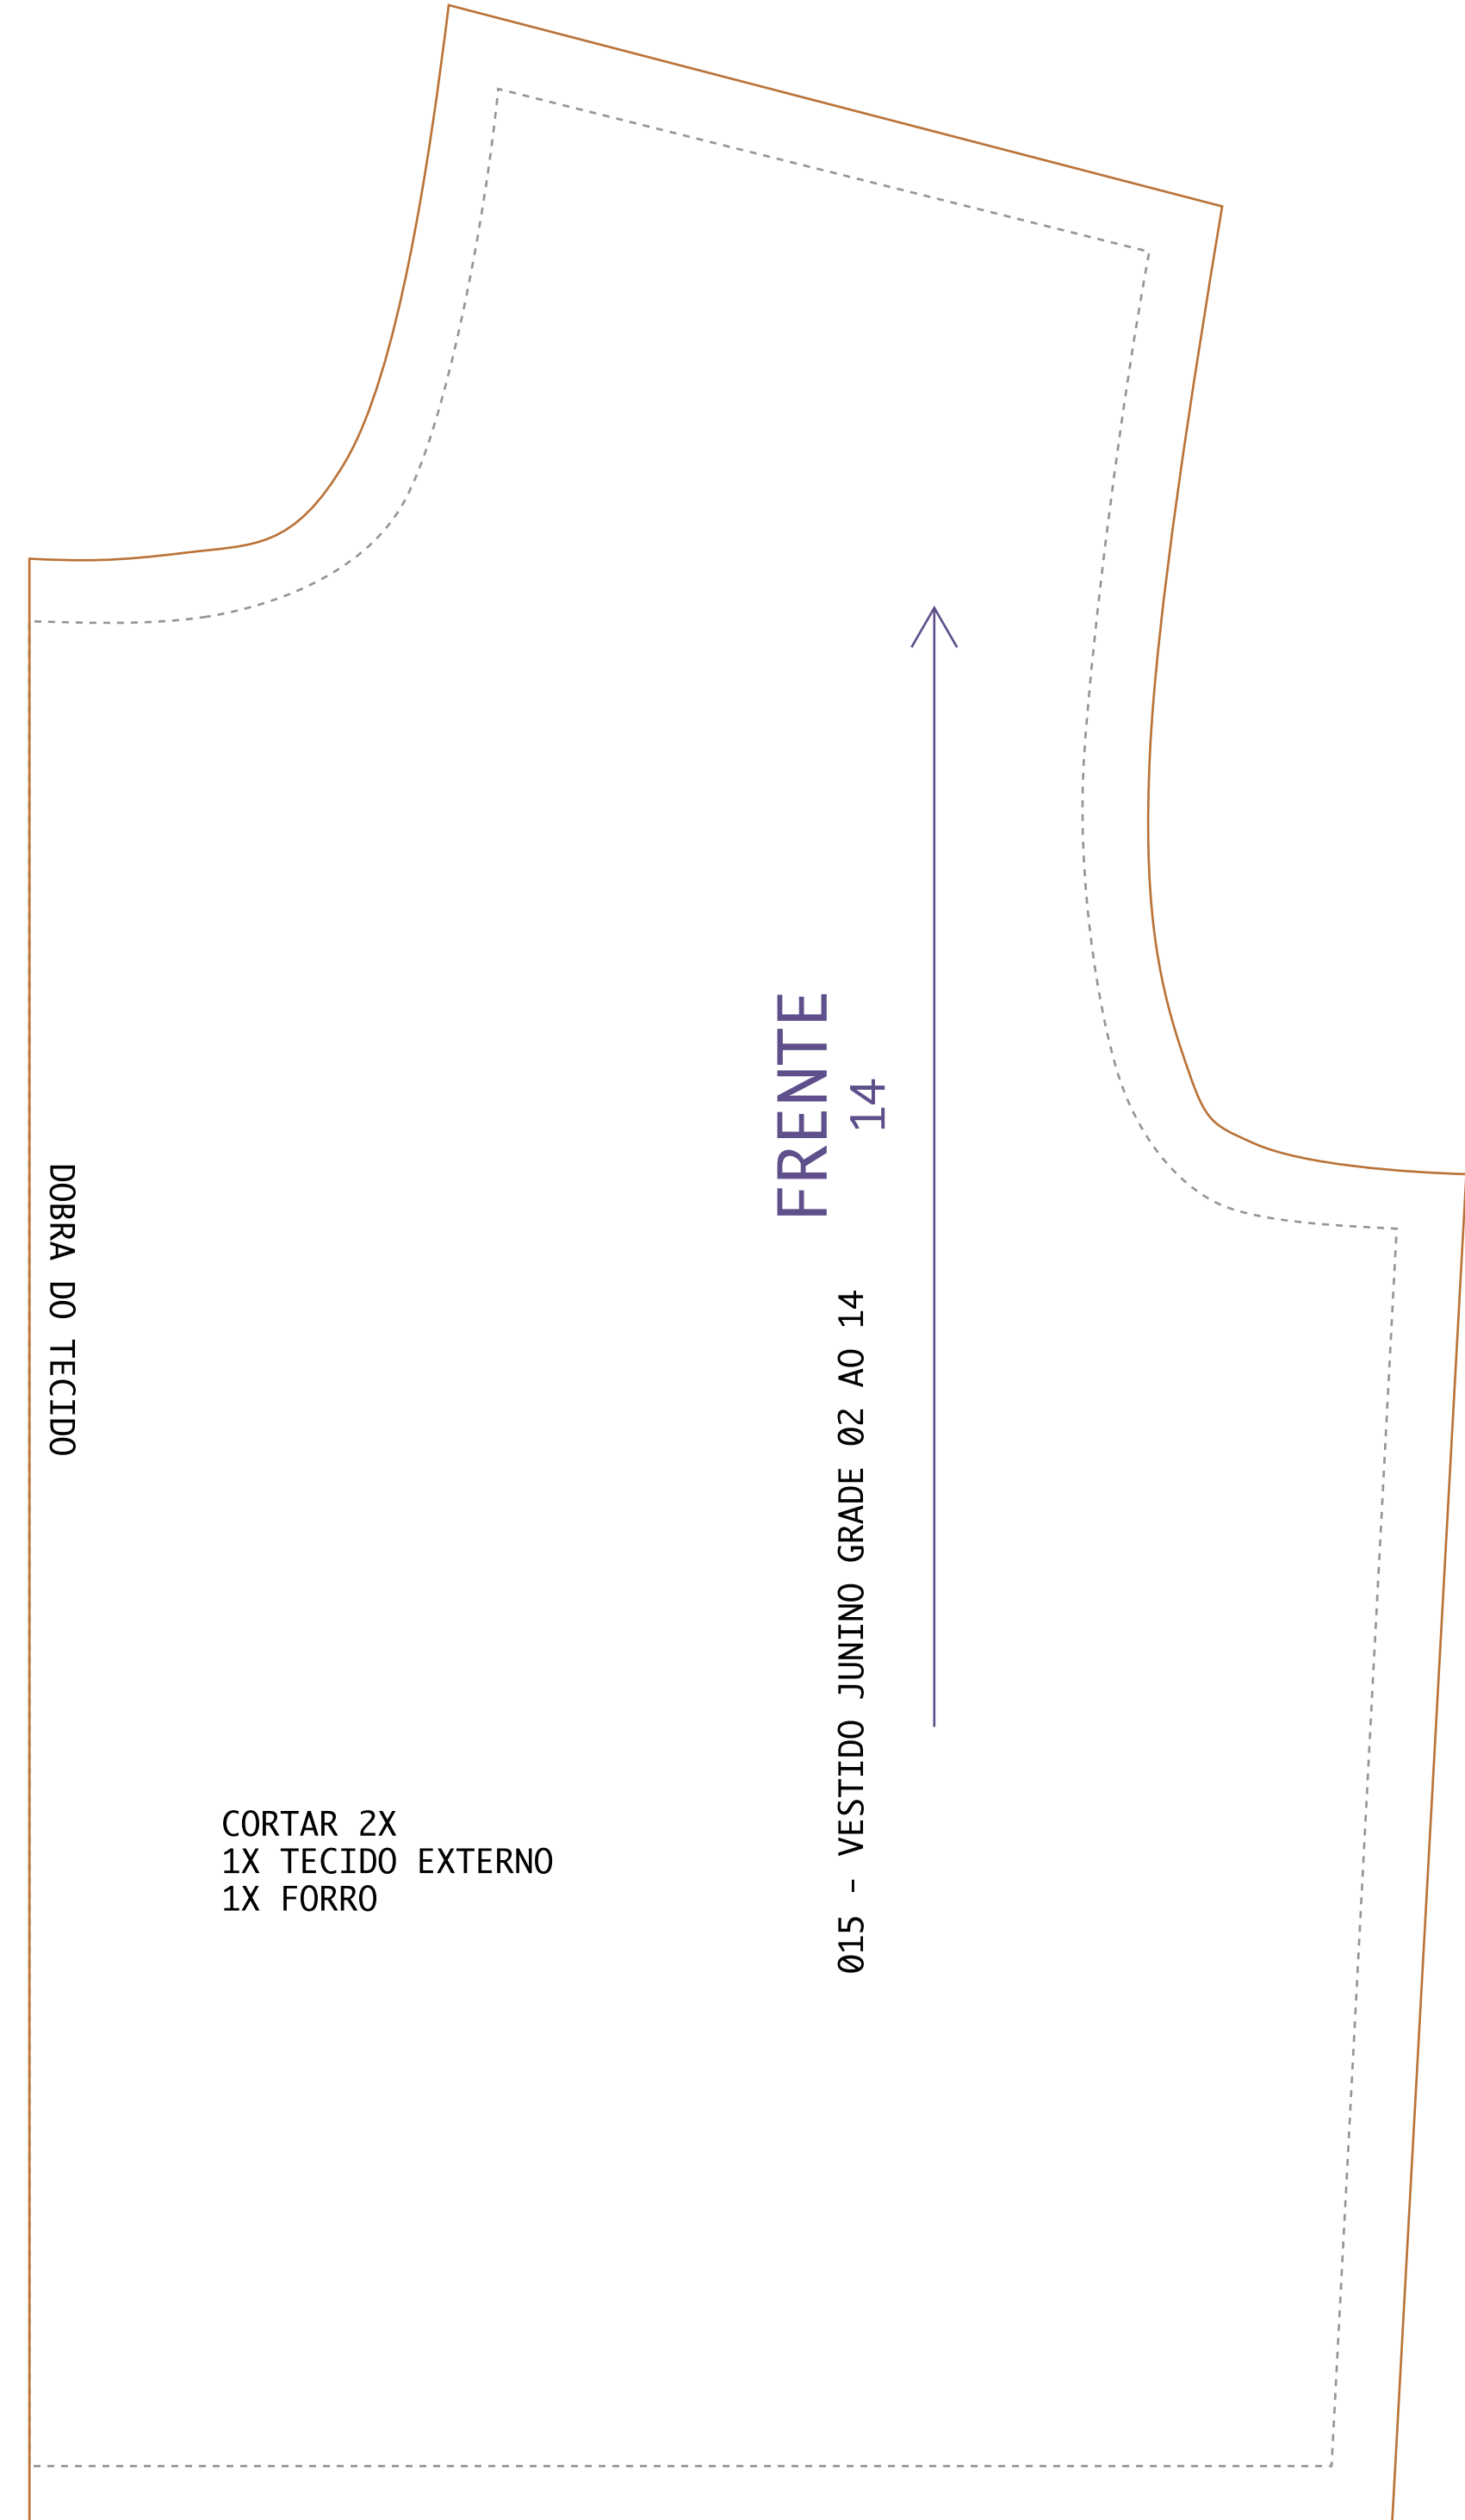 FRENTE
14
DOBRA DO TECIDO
015 - VESTIDO JUNINO GRADE 02 AO 14
CORTAR 2X
1X TECIDO EXTERNO
1X FORRO